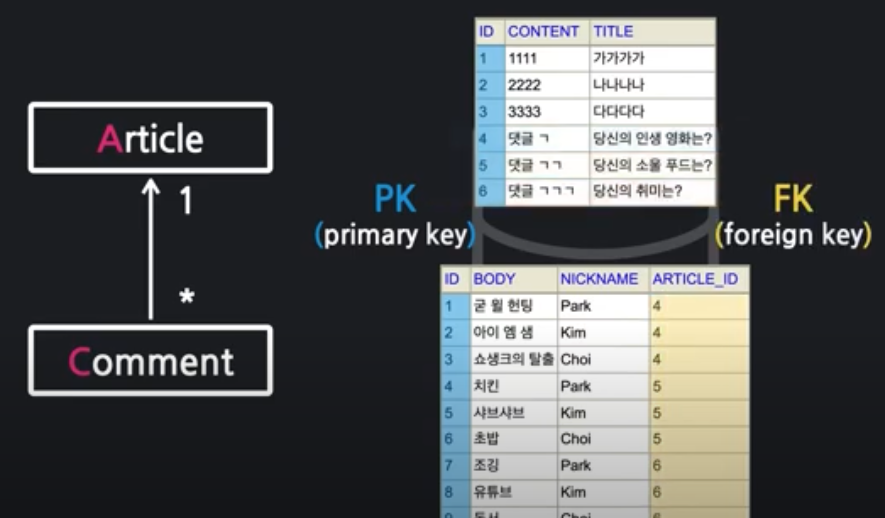 Article
1
*
Comment
PK
(primary key)
FK
(foreign key)
ID CONTENT TITLE
1 1111 가가가가
2 2222 나나나나
3 3333 다다다다
4 댓글 ㄱ 당신의 인생 영화는?
5 댓글 ㄱㄱ 당신의 소울 푸드는?
6 댓글 ㄱㄱㄱ 당신의 취미는?
ID BODY NICKNAME ARTICLE_ID
1 굳 윌 헌팅 Park 4
2 아이 엠 샘 Kim 4
3 쇼생크의 탈출 Choi 4
4 치킨 Park 5
5 샤브샤브 Kim 5
6 초밥 Choi 5
7 조깅 Park 6
8 유튜브 Kim 6